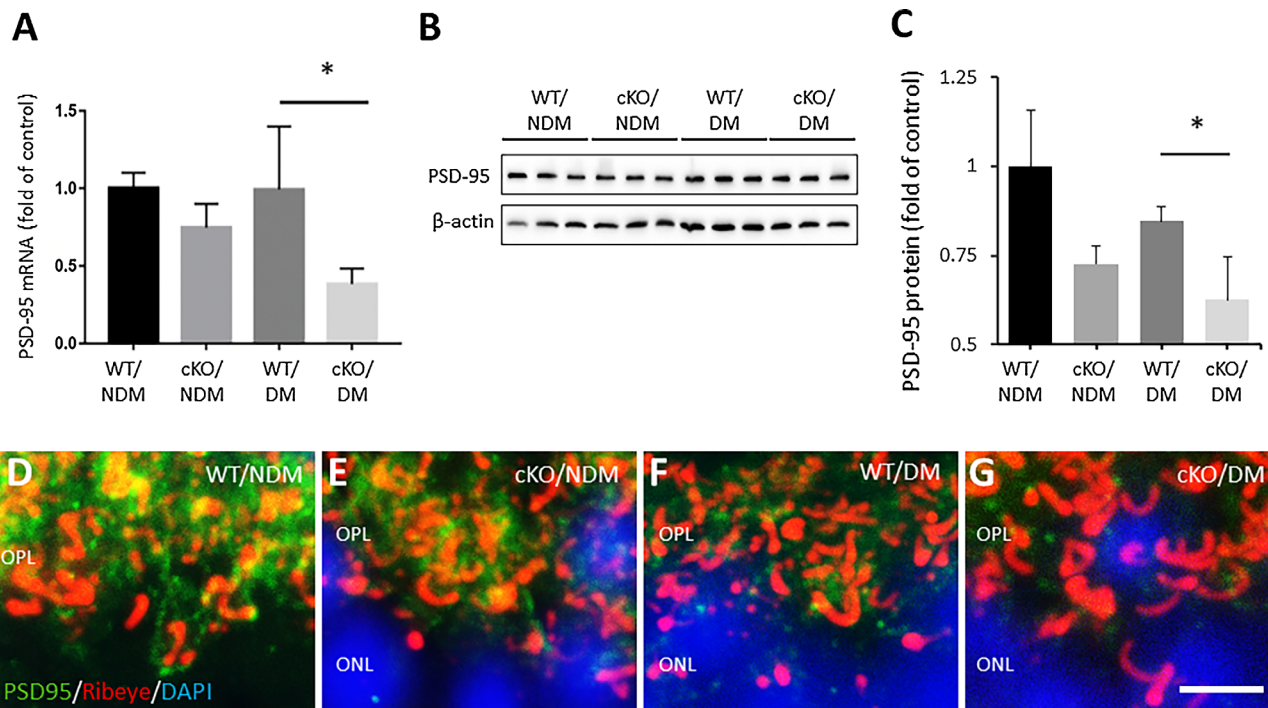 A
PSD-95 mRNA (fold of control)
1.5
1.0
0.5
0.0
*
WT/ cKO/ WT/ cKO/
NDM NDM DM DM
B
WT/ cKO/ WT/ cKO/
NDM NDM DM DM
PSD-95
β-actin
C
PSD-95 protein (fold of control)
1.25
1
0.75
0.5
*
WT/ cKO/ WT/ cKO/
NDM NDM DM DM
D WT/NDM
OPL
PSD95/Ribeye/DAPI
E cKO/NDM
OPL
ONL
F WT/DM
OPL
ONL
G cKO/DM
OPL
ONL